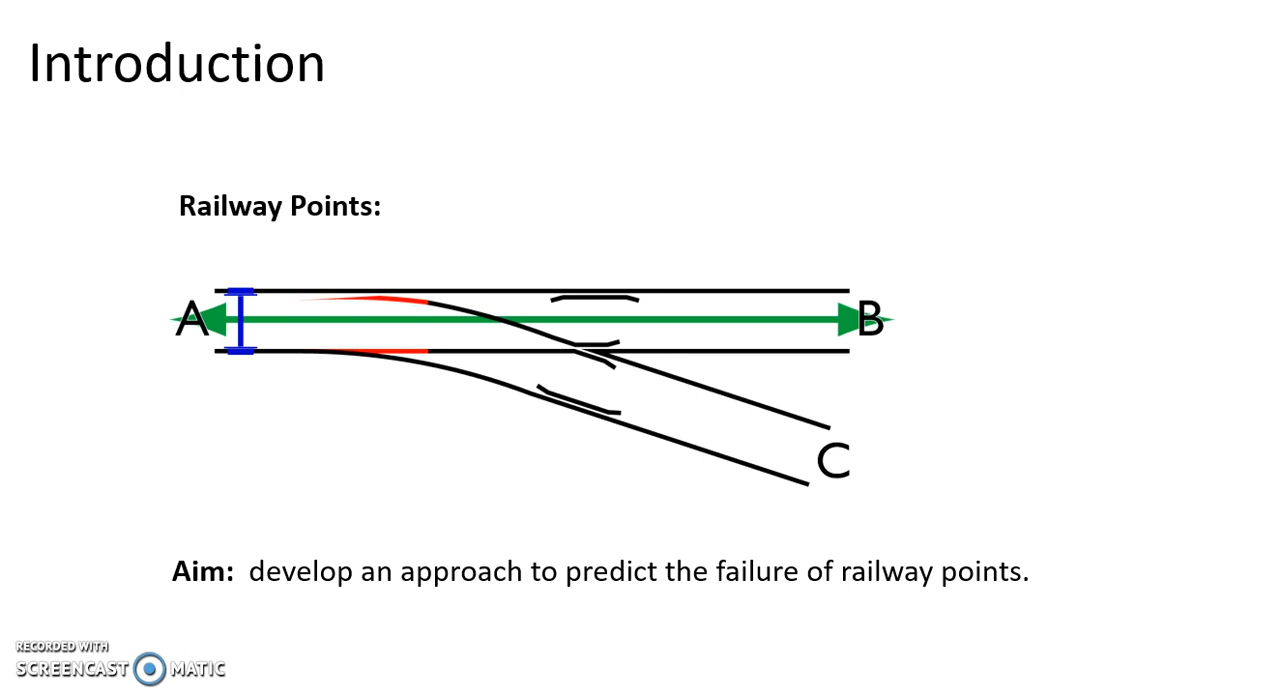 Introduction
Railway Points:
A
B
C
Aim: develop an approach to predict the failure of railway points.
RECORDED WITH
SCREENCAST MATIC